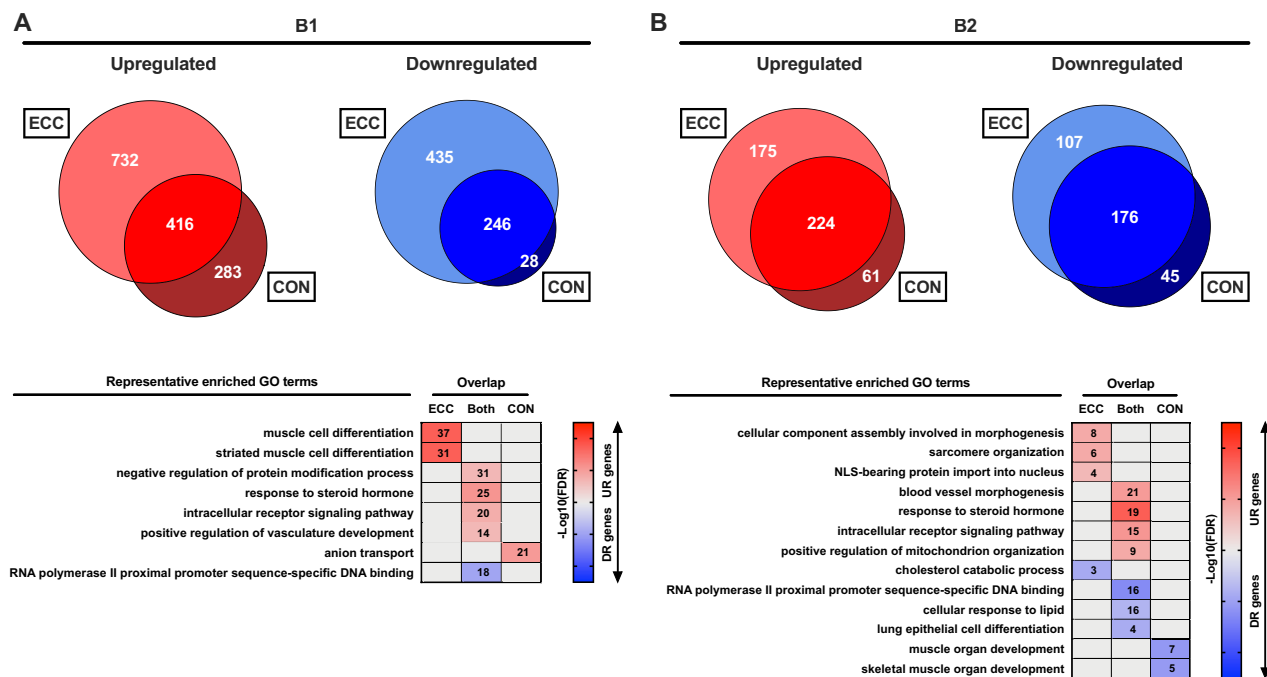 A
B1
Upregulated
Downregulated
ECC
732
416
283
CON
ECC
435
246
28
CON
Representative enriched GO terms
Overlap
ECC Both CON
muscle cell differentiation 37
striated muscle cell differentiation 31
negative regulation of protein modification process 31
response to steroid hormone 25
intracellular receptor signaling pathway 20
positive regulation of vasculature development 14
anion transport 21
RNA polymerase II proximal promoter sequence-specific DNA binding 18
-Log10(FDR)
DR genes UR genes
B
B2
Upregulated
Downregulated
ECC
175
224
61
CON
ECC
107
176
45
CON
Representative enriched GO terms
Overlap
ECC Both CON
cellular component assembly involved in morphogenesis 8
sarcomere organization 6
NLS-bearing protein import into nucleus 4
blood vessel morphogenesis 21
response to steroid hormone 19
intracellular receptor signaling pathway 15
positive regulation of mitochondrion organization 9
cholesterol catabolic process 3
RNA polymerase II proximal promoter sequence-specific DNA binding 16
cellular response to lipid 16
lung epithelial cell differentiation 4
muscle organ development 7
skeletal muscle organ development 5
-Log10(FDR)
DR genes UR genes